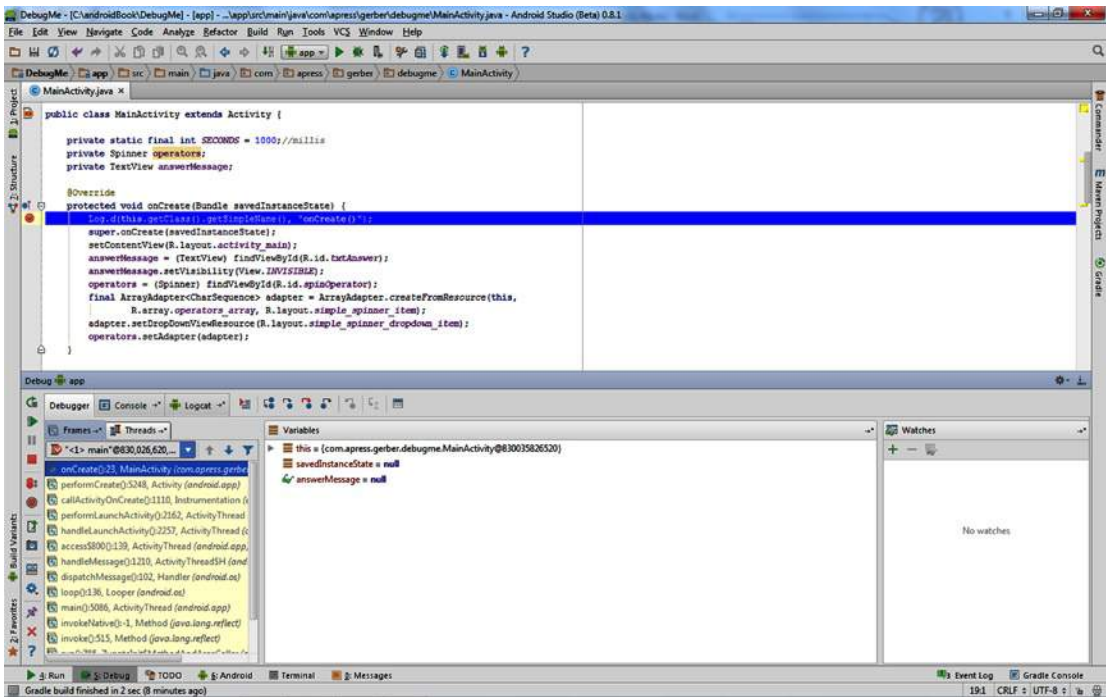 DebugMe - [C:\androidBook\DebugMe] - [app] - ...\app\src\main\java\com\apress\gerber\debugme\MainActivity.java - Android Studio (Beta) 0.8.1
File Edit View Navigate Code Analyze Refactor Build Run Tools VCS Window Help
app
DebugMe app src main java com apress gerber debugme MainActivity
MainActivity.java
1: Project
2: Structure
Build Variants
2: Favorites
Commander
Maven Projects
Gradle
public class MainActivity extends Activity {
private static final int SECONDS = 1000;//millis
private Spinner operators;
private TextView answerMessage;
@Override
protected void onCreate(Bundle savedInstanceState) {
Log.d(this.getClass().getSimpleName(), "onCreate()");
super.onCreate(savedInstanceState);
setContentView(R.layout.activity_main);
answerMessage = (TextView) findViewById(R.id.txtAnswer);
answerMessage.setVisibility(View.INVISIBLE);
operators = (Spinner) findViewById(R.id.spinOperator);
final ArrayAdapter<CharSequence> adapter = ArrayAdapter.createFromResource(this,
R.array.operators_array, R.layout.simple_spinner_item);
adapter.setDropDownViewResource(R.layout.simple_spinner_dropdown_item);
operators.setAdapter(adapter);
}
Debug app
Debugger Console Logcat
Frames Threads
Variables
Watches
"<1> main"@830,026,620,...
onCreate():23, MainActivity (com.apress.gerber
performCreate():5248, Activity (android.app)
callActivityOnCreate():1110, Instrumentation
performLaunchActivity():2162, ActivityThread
handleLaunchActivity():2257, ActivityThread
access$800():139, ActivityThread (android.app,
handleMessage():1210, ActivityThread$H (and
dispatchMessage():102, Handler (android.os)
loop():136, Looper (android.os)
main():5086, ActivityThread (android.app)
invokeNative():-1, Method (java.lang.reflect)
invoke():515, Method (java.lang.reflect)
this = {com.apress.gerber.debugme.MainActivity@830035826520}
savedInstanceState = null
answerMessage = null
No watches
4: Run 5: Debug TODO 6: Android Terminal 0: Messages
Event Log Gradle Console
Gradle build finished in 2 sec (8 minutes ago)
19:1 CRLF UTF-8